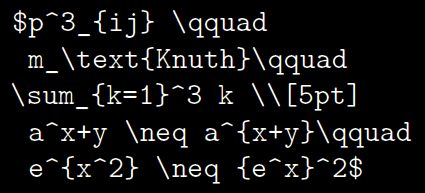 $p^3_{ij} \qquad
m_\text{Knuth}\qquad
\sum_{k=1}^3 k \\[5pt]
a^x+y \neq a^{x+y}\qquad
e^{x^2} \neq {e^x}^2$